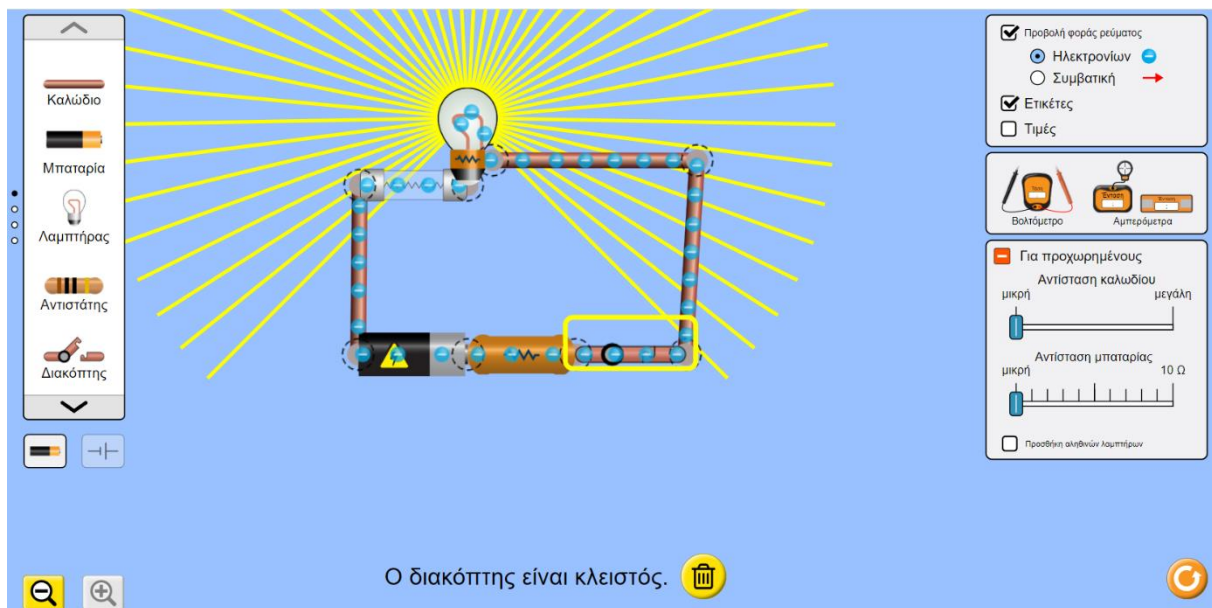 Καλώδιο
Μπαταρία
Λαμπτήρας
Αντιστάτης
Διακόπτης
Ο διακόπτης είναι κλειστός.
Προβολή φοράς ρεύματος
Ηλεκτρονίων
Συμβατική
Ετικέτες
Τιμές
Βολτόμετρο
Αμπερόμετρα
Για προχωρημένους
Αντίσταση καλωδίου
μικρή μεγάλη
Αντίσταση μπαταρίας
μικρή 10 Ω
Προσθήκη αληθινών λαμπτήρων